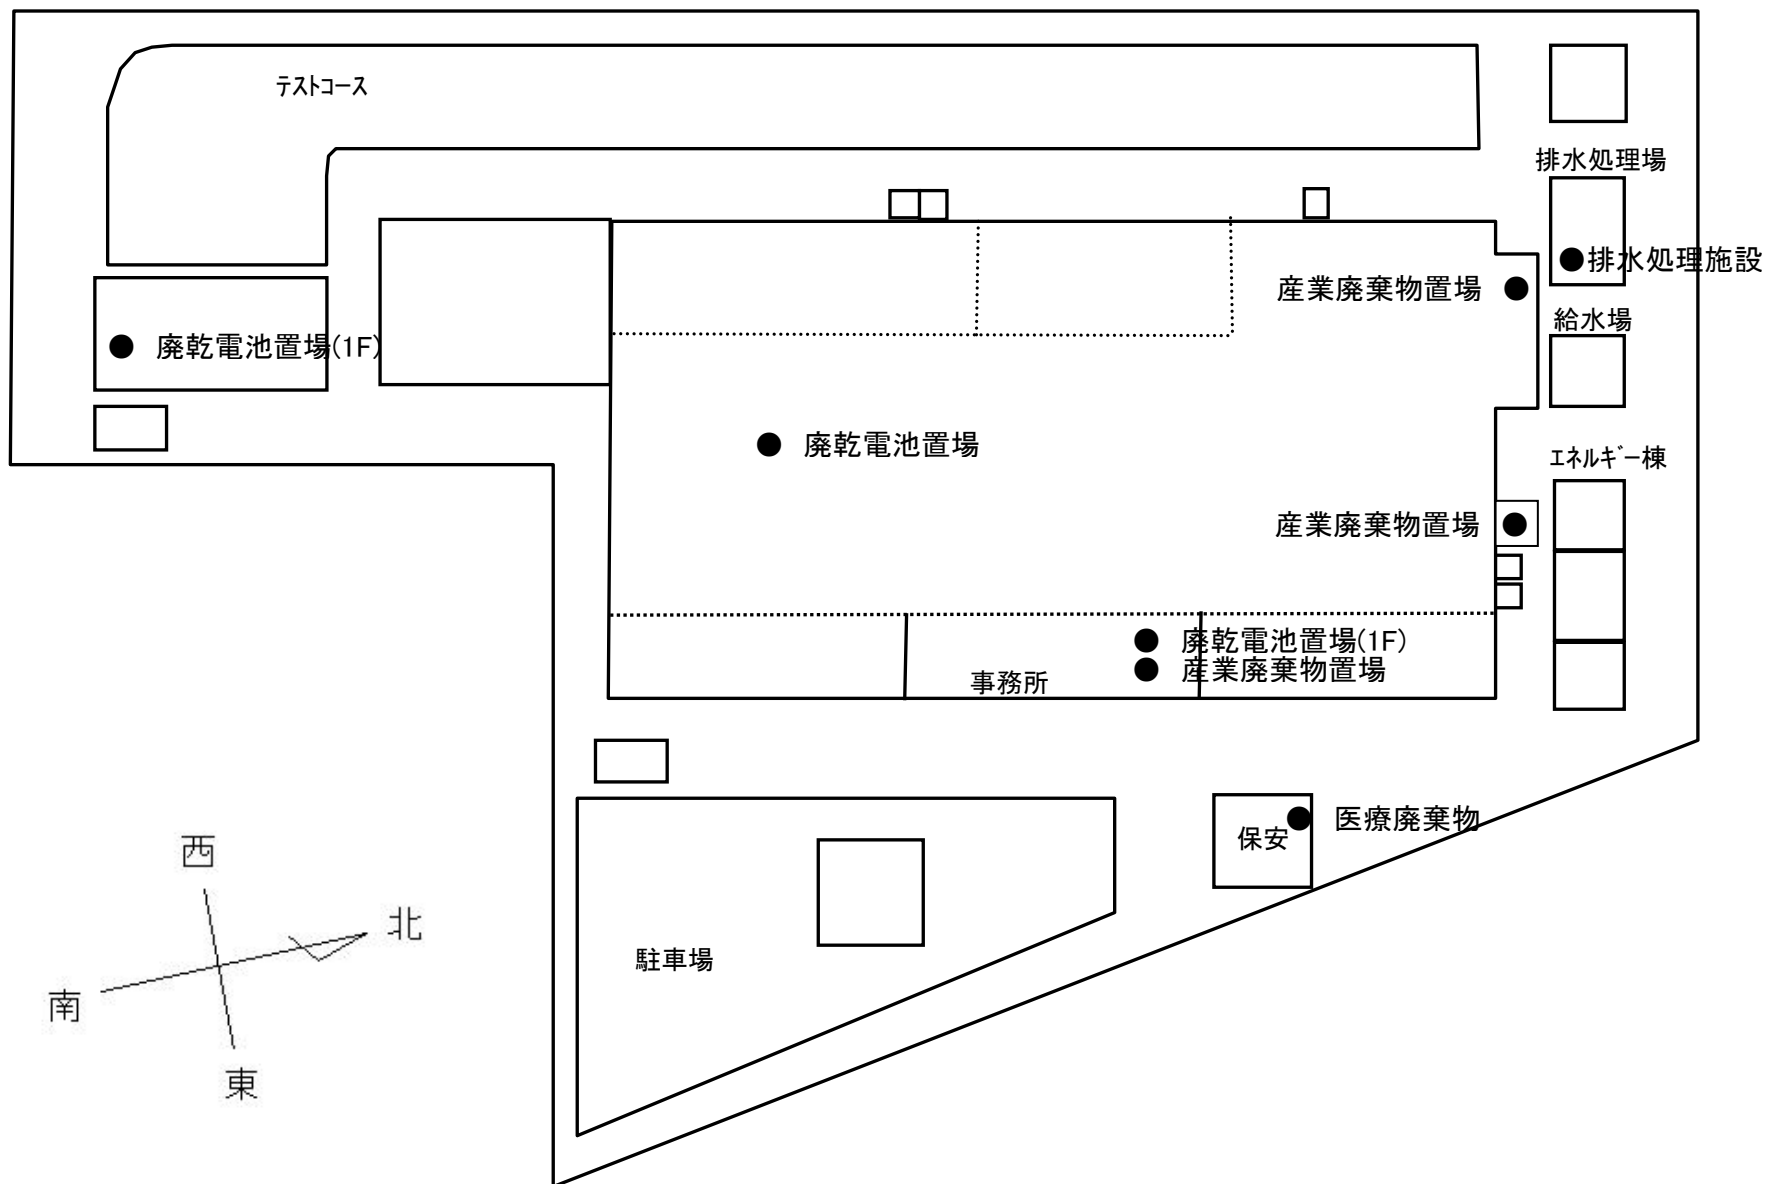 ﾃｽﾄｺｰｽ
排水処理場
●排水処理施設
産業廃棄物置場 ●
給水場
● 廃乾電池置場(1F)
● 廃乾電池置場
ｴﾈﾙｷﾞｰ棟
産業廃棄物置場 ●
● 廃乾電池置場(1F)
● 産業廃棄物置場
事務所
● 医療廃棄物
保安
駐車場
西
北
南
東